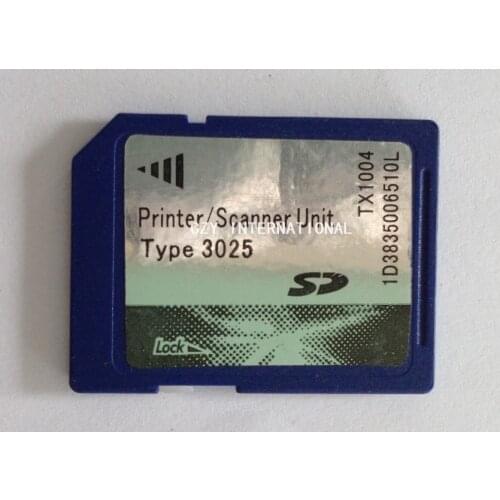 Printer/Scanner Unit
CZY INTERNATIONAL
Type 3025
SD
Lock
TX1004
1D3835006510L